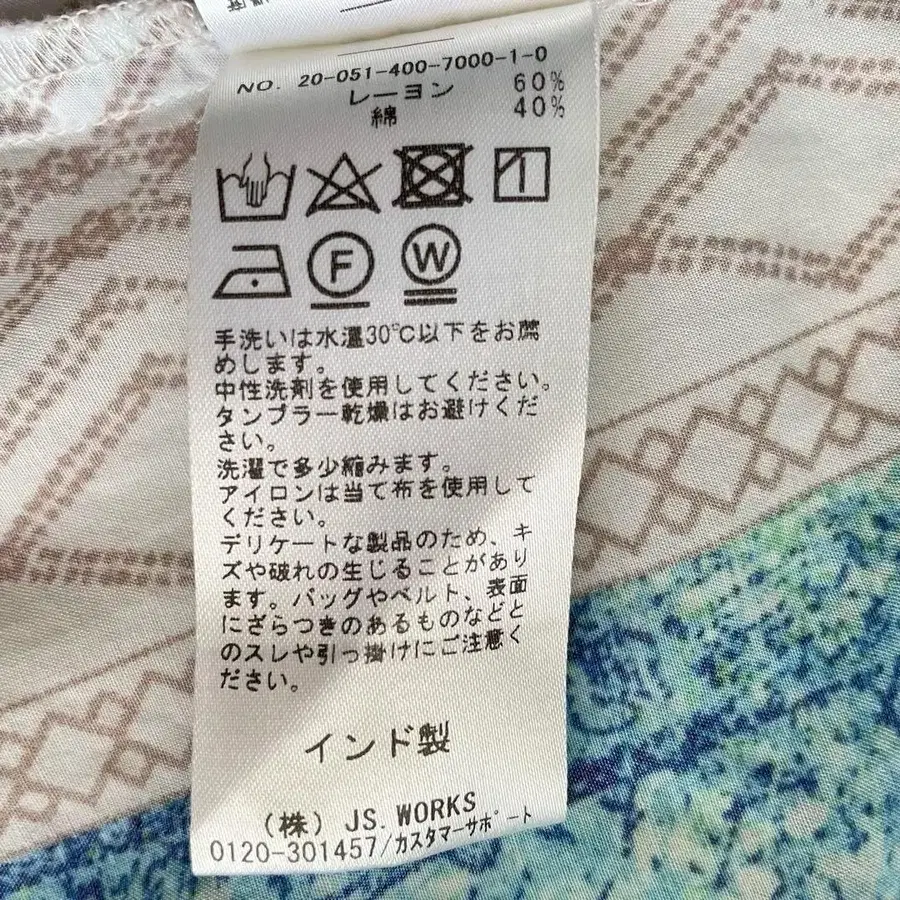 NO. 20-051-400-7000-1-0
レーヨン 60%
綿 40%
F
W
手洗いは水温30℃以下をお薦
めします。
中性洗剤を使用してください。
タンブラー乾燥はお避けくだ
さい。
洗濯で多少縮みます。
アイロンは当て布を使用して
ください。
デリケートな製品のため、キ
ズや破れの生じることがあり
ます。バッグやベルト、表面
にざらつきのあるものなどと
のスレや引っ掛けにご注意く
ださい。
インド製
(株) JS. WORKS
0120-301457/カスタマーサポート